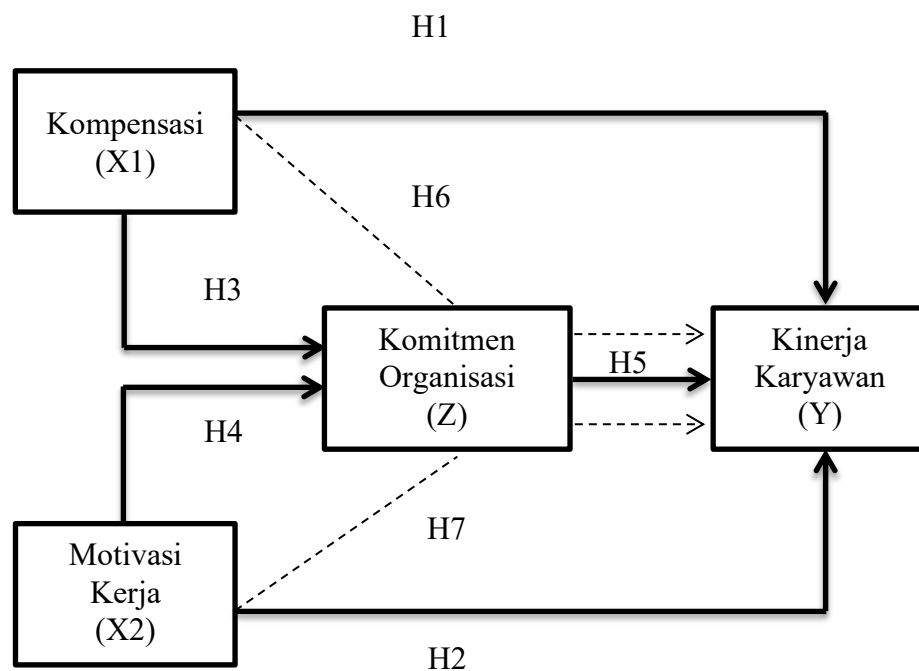 H1
Kompensasi
(X1)
H6
H3
Komitmen
Organisasi
(Z)
H5
Kinerja
Karyawan
(Y)
H4
H7
Motivasi
Kerja
(X2)
H2